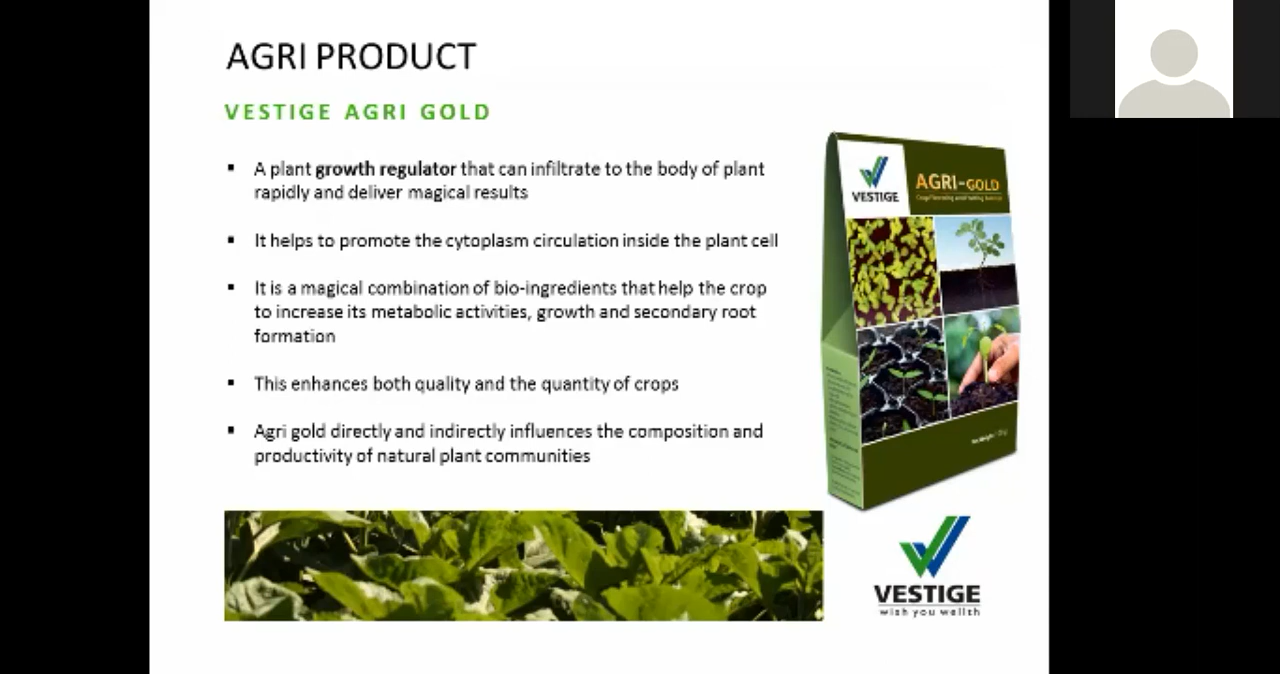 AGRI PRODUCT
VESTIGE AGRI GOLD
▪ A plant growth regulator that can infiltrate to the body of plant
rapidly and deliver magical results
▪ It helps to promote the cytoplasm circulation inside the plant cell
▪ It is a magical combination of bio-ingredients that help the crop
to increase its metabolic activities, growth and secondary root
formation
▪ This enhances both quality and the quantity of crops
▪ Agri gold directly and indirectly influences the composition and
productivity of natural plant communities
VESTIGE
AGRI-GOLD
VESTIGE
wish you wellth